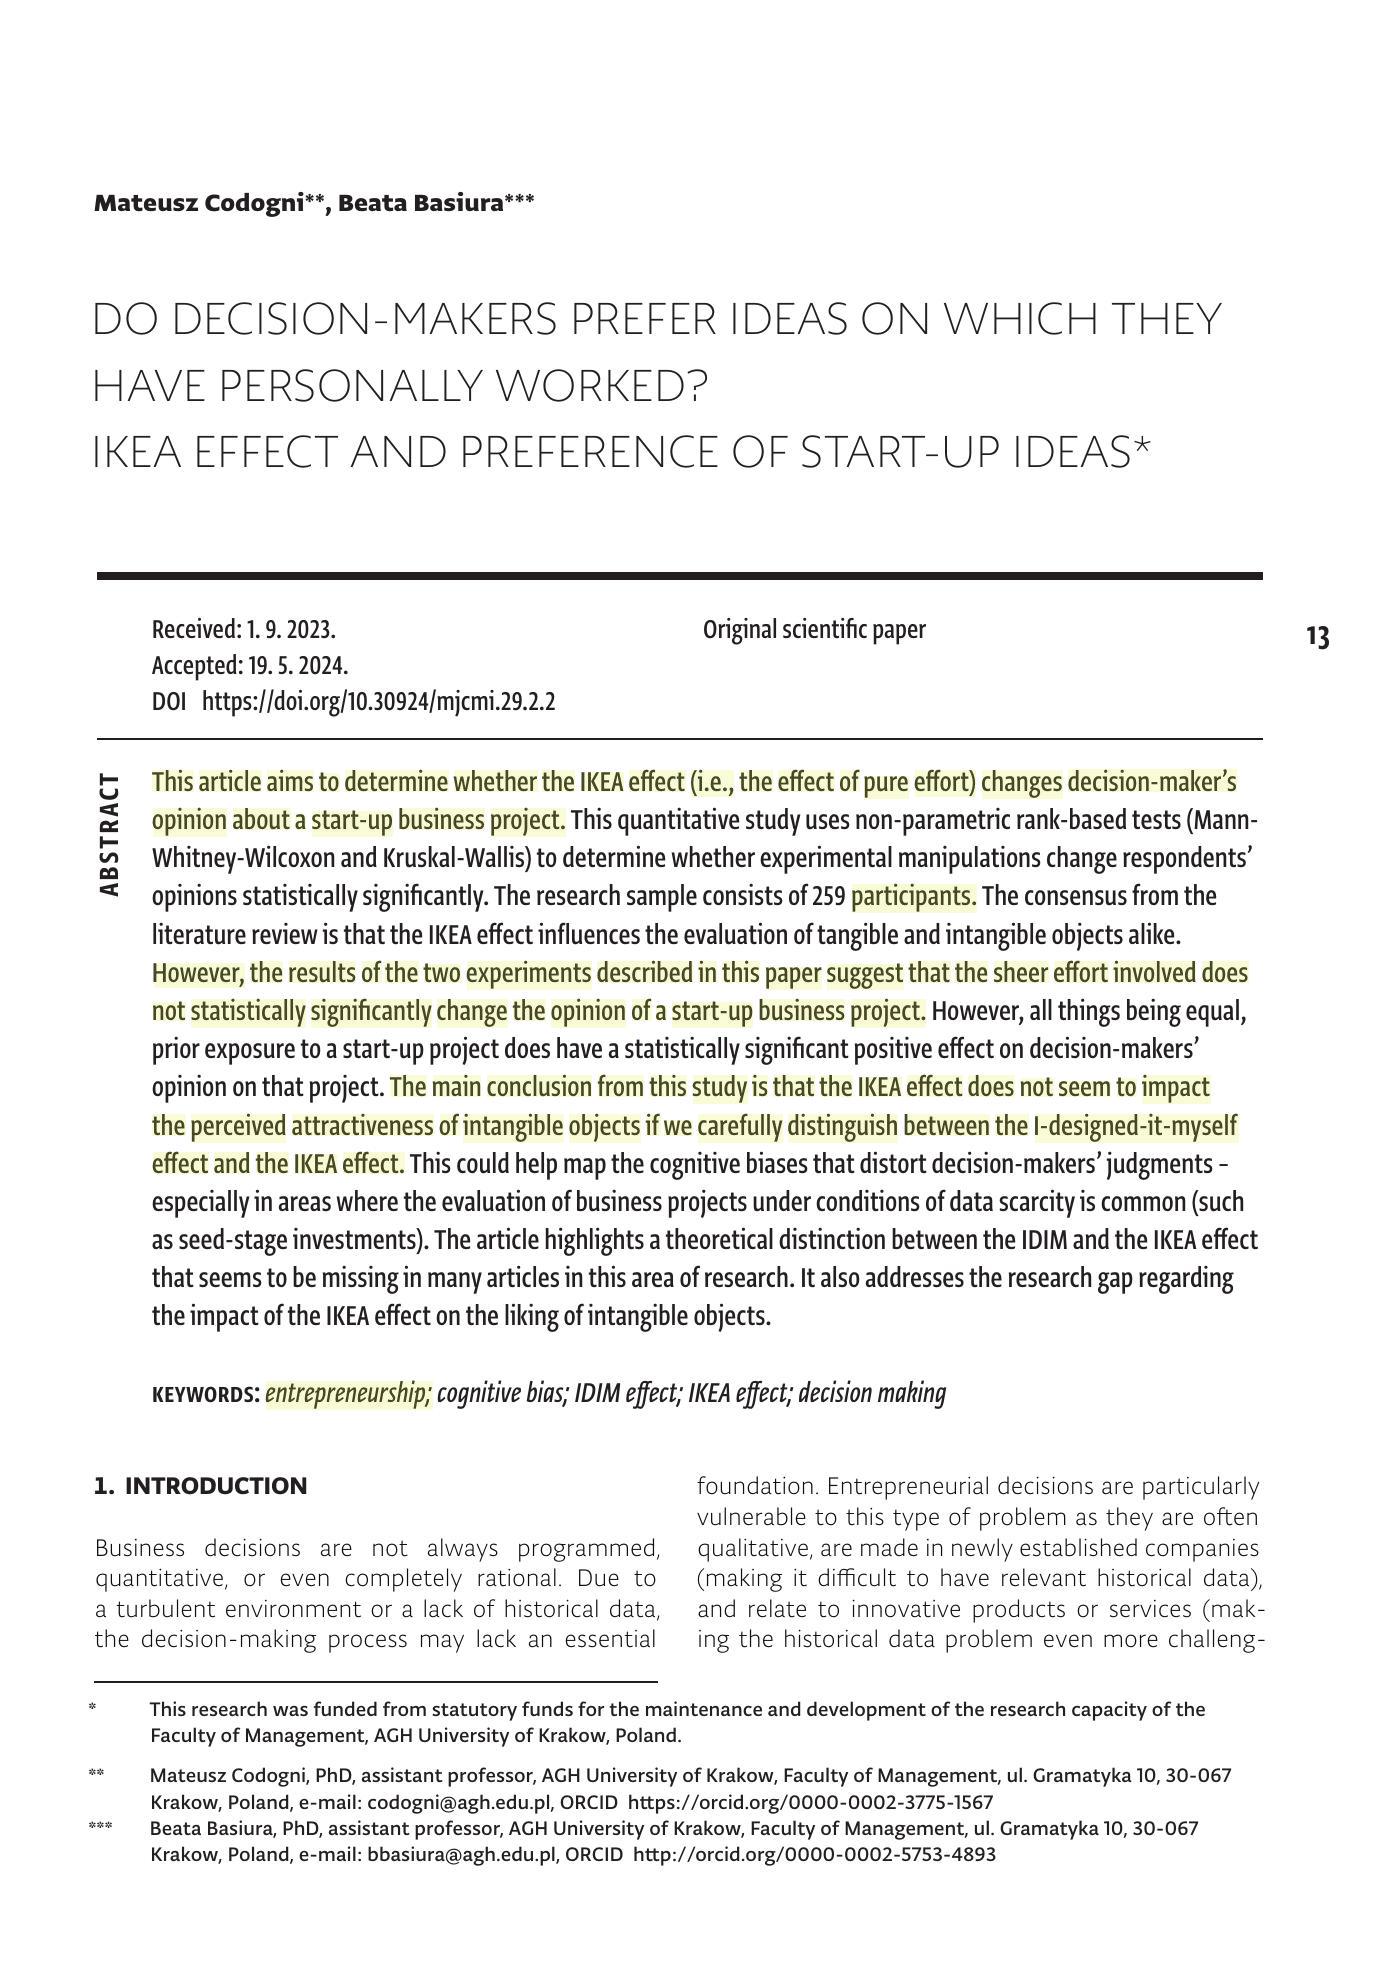 Mateusz Codogni**, Beata Basiura***
DO DECISION-MAKERS PREFER IDEAS ON WHICH THEY
HAVE PERSONALLY WORKED?
IKEA EFFECT AND PREFERENCE OF START-UP IDEAS*
Received: 1. 9. 2023.
Original scientific paper
13
Accepted: 19. 5. 2024.
DOI https://doi.org/10.30924/mjcmi.29.2.2
ABSTRACT
This article aims to determine whether the IKEA effect (i.e., the effect of pure effort) changes decision-maker’s
opinion about a start-up business project. This quantitative study uses non-parametric rank-based tests (Mann-
Whitney-Wilcoxon and Kruskal-Wallis) to determine whether experimental manipulations change respondents’
opinions statistically significantly. The research sample consists of 259 participants. The consensus from the
literature review is that the IKEA effect influences the evaluation of tangible and intangible objects alike.
However, the results of the two experiments described in this paper suggest that the sheer effort involved does
not statistically significantly change the opinion of a start-up business project. However, all things being equal,
prior exposure to a start-up project does have a statistically significant positive effect on decision-makers’
opinion on that project. The main conclusion from this study is that the IKEA effect does not seem to impact
the perceived attractiveness of intangible objects if we carefully distinguish between the I-designed-it-myself
effect and the IKEA effect. This could help map the cognitive biases that distort decision-makers’ judgments –
especially in areas where the evaluation of business projects under conditions of data scarcity is common (such
as seed-stage investments). The article highlights a theoretical distinction between the IDIM and the IKEA effect
that seems to be missing in many articles in this area of research. It also addresses the research gap regarding
the impact of the IKEA effect on the liking of intangible objects.
KEYWORDS: entrepreneurship; cognitive bias; IDIM effect; IKEA effect; decision making
1. INTRODUCTION
Business decisions are not always programmed,
quantitative, or even completely rational. Due to
a turbulent environment or a lack of historical data,
the decision-making process may lack an essential
foundation. Entrepreneurial decisions are particularly
vulnerable to this type of problem as they are often
qualitative, are made in newly established companies
(making it difficult to have relevant historical data),
and relate to innovative products or services (mak-
ing the historical data problem even more challeng-
* This research was funded from statutory funds for the maintenance and development of the research capacity of the
Faculty of Management, AGH University of Krakow, Poland.
** Mateusz Codogni, PhD, assistant professor, AGH University of Krakow, Faculty of Management, ul. Gramatyka 10, 30-067
Krakow, Poland, e-mail: codogni@agh.edu.pl, ORCID https://orcid.org/0000-0002-3775-1567
*** Beata Basiura, PhD, assistant professor, AGH University of Krakow, Faculty of Management, ul. Gramatyka 10, 30-067
Krakow, Poland, e-mail: bbasiura@agh.edu.pl, ORCID http://orcid.org/0000-0002-5753-4893